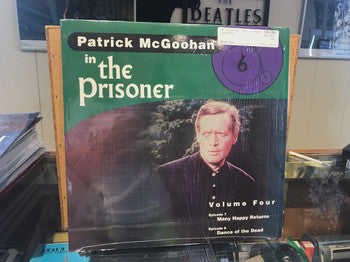 THE
BEATLES
Patrick McGoohan
in the
Prisoner
6
Volume Four
Episode 7
Many Happy Returns
Episode 8
Dance of the Dead